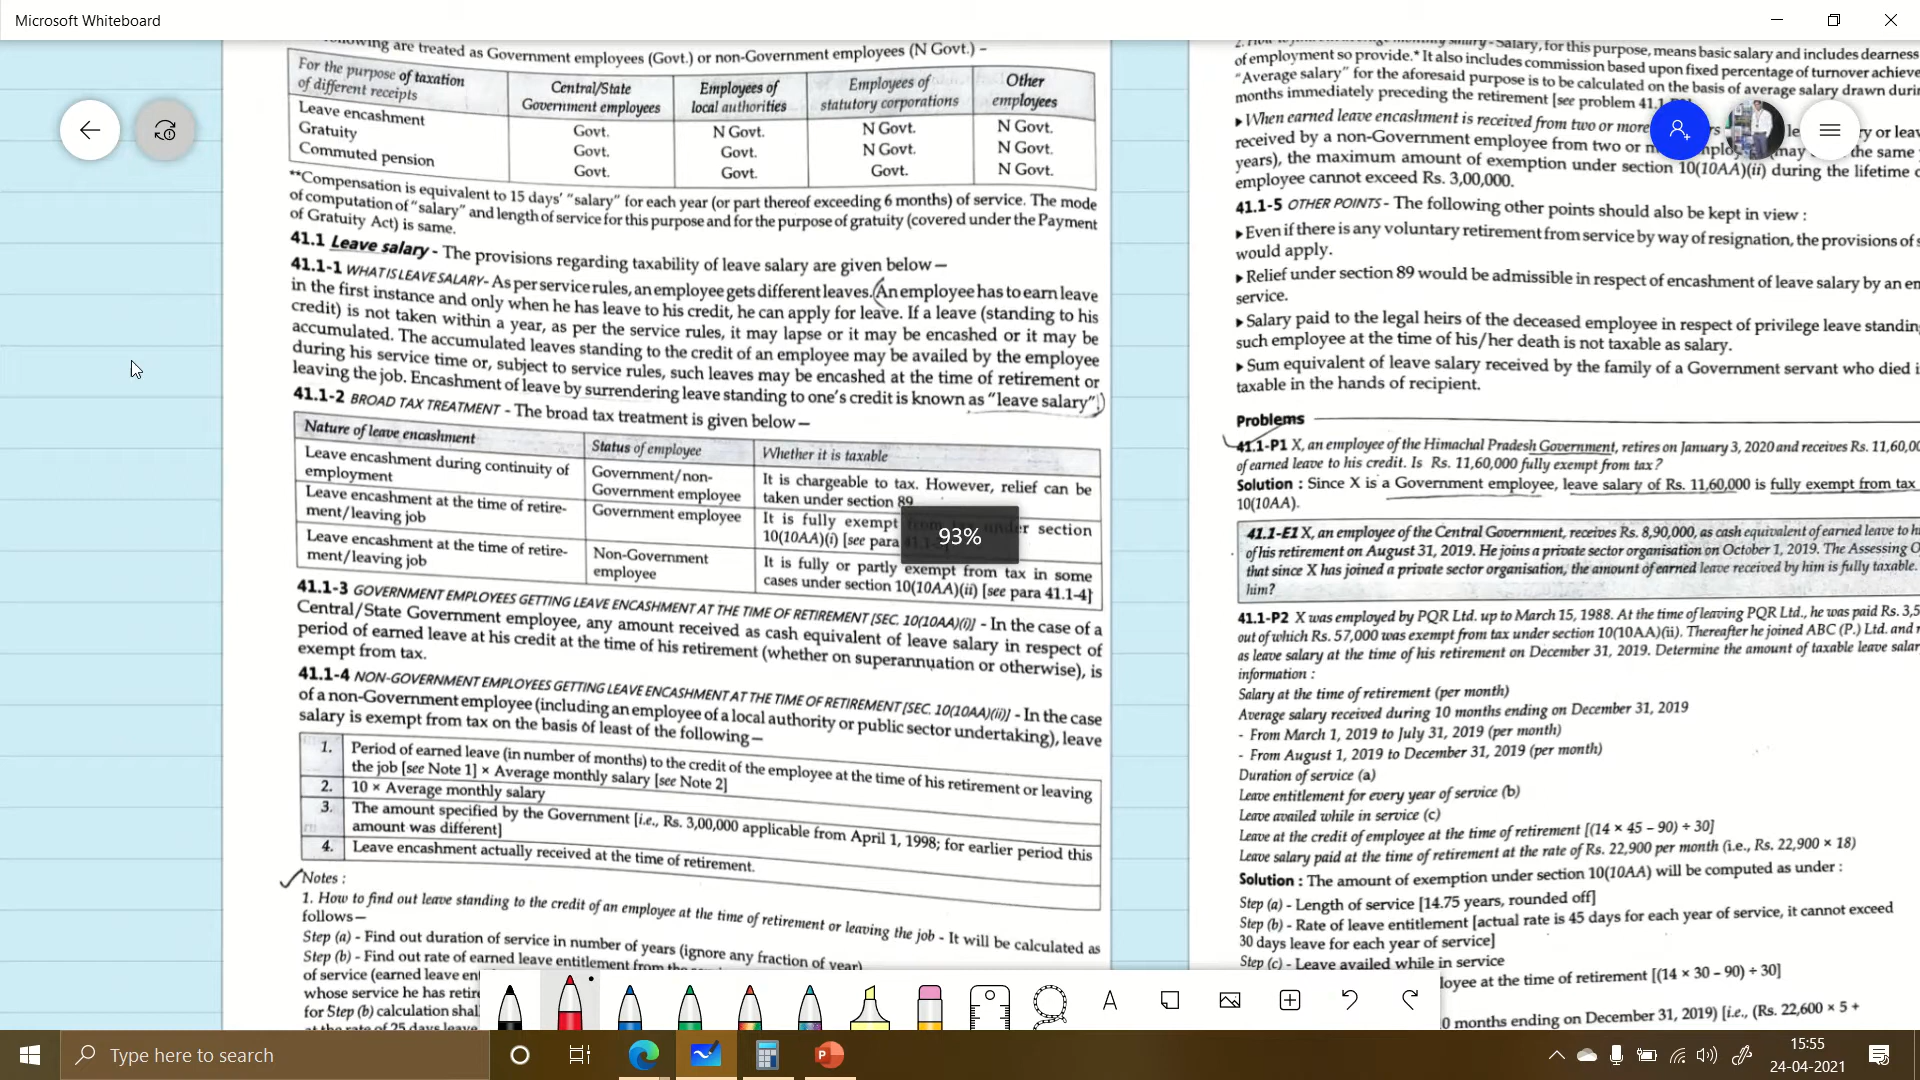 Microsoft Whiteboard
following are treated as Government employees (Govt.) or non-Government employees (N Govt.) –
For the purpose of taxation of different receipts
Central/State Government employees
Employees of local authorities
Employees of statutory corporations
Other employees
Leave encashment Govt. N Govt. N Govt. N Govt.
Gratuity Govt. Govt. N Govt. N Govt.
Commuted pension Govt. Govt. Govt. N Govt.
**Compensation is equivalent to 15 days' "salary" for each year (or part thereof exceeding 6 months) of service. The mode
of computation of "salary" and length of service for this purpose and for the purpose of gratuity (covered under the Payment
of Gratuity Act) is same.
41.1 Leave salary - The provisions regarding taxability of leave salary are given below —
41.1-1 WHAT IS LEAVE SALARY - As per service rules, an employee gets different leaves. An employee has to earn leave
in the first instance and only when he has leave to his credit, he can apply for leave. If a leave (standing to his
credit) is not taken within a year, as per the service rules, it may lapse or it may be encashed or it may be
accumulated. The accumulated leaves standing to the credit of an employee may be availed by the employee
during his service time or, subject to service rules, such leaves may be encashed at the time of retirement or
leaving the job. Encashment of leave by surrendering leave standing to one's credit is known as "leave salary".
41.1-2 BROAD TAX TREATMENT - The broad tax treatment is given below —
Nature of leave encashment
Status of employee
Whether it is taxable
Leave encashment during continuity of
employment
Government/non-
Government employee
It is chargeable to tax. However, relief can be
taken under section 89
Leave encashment at the time of retire-
ment/leaving job
Government employee
It is fully exempt from tax under section
10(10AA)(i) [see para
Leave encashment at the time of retire-
ment/leaving job
Non-Government
employee
It is fully or partly exempt from tax in some
cases under section 10(10AA)(ii) [see para 41.1-4]
93%
41.1-3 GOVERNMENT EMPLOYEES GETTING LEAVE ENCASHMENT AT THE TIME OF RETIREMENT [SEC. 10(10AA)(i)] - In the case of a
Central/State Government employee, any amount received as cash equivalent of leave salary in respect of
period of earned leave at his credit at the time of his retirement (whether on superannuation or otherwise), is
exempt from tax.
41.1-4 NON-GOVERNMENT EMPLOYEES GETTING LEAVE ENCASHMENT AT THE TIME OF RETIREMENT [SEC. 10(10AA)(ii)] - In the case
of a non-Government employee (including an employee of a local authority or public sector undertaking), leave
salary is exempt from tax on the basis of least of the following —
1. Period of earned leave (in number of months) to the credit of the employee at the time of his retirement or leaving
the job [see Note 1] × Average monthly salary [see Note 2]
2. 10 × Average monthly salary
3. The amount specified by the Government [i.e., Rs. 3,00,000 applicable from April 1, 1998; for earlier period this
amount was different]
4. Leave encashment actually received at the time of retirement.
Notes :
1. How to find out leave standing to the credit of an employee at the time of retirement or leaving the job - It will be calculated as
follows —
Step (a) - Find out duration of service in number of years (ignore any fraction of year)
Step (b) - Find out rate of earned leave entitlement from the
of service (earned leave
whose service he has
for Step (b) calculation
at the rate of 25 days leave
Salary, for this purpose, means basic salary and includes dearness
of employment so provide.* It also includes commission based upon fixed percentage of turnover
"Average salary" for the aforesaid purpose is to be calculated on the basis of average salary drawn
months immediately preceding the retirement [see problem
▸ When earned leave encashment is received from two or more
received by a non-Government employee from two or the same
years), the maximum amount of exemption under section 10(10AA)(ii) during the lifetime
employee cannot exceed Rs. 3,00,000.
41.1-5 OTHER POINTS - The following other points should also be kept in view :
▸ Even if there is any voluntary retirement from service by way of resignation, the provisions of
would apply.
▸ Relief under section 89 would be admissible in respect of encashment of leave salary by an
service.
▸ Salary paid to the legal heirs of the deceased employee in respect of privilege leave
such employee at the time of his/her death is not taxable as salary.
▸ Sum equivalent of leave salary received by the family of a Government servant who died
taxable in the hands of recipient.
Problems
41.1-P1 X, an employee of the Himachal Pradesh Government, retires on January 3, 2020 and receives Rs.
of earned leave to his credit. Is Rs. 11,60,000 fully exempt from tax?
Solution : Since X is a Government employee, leave salary of Rs. 11,60,000 is fully exempt from tax
10(10AA).
41.1-E1 X, an employee of the Central Government, receives Rs. 8,90,000, as cash equivalent of earned leave to
of his retirement on August 31, 2019. He joins a private sector organisation on October 1, 2019. The Assessing
that since X has joined a private sector organisation, the amount of earned leave received by him is fully taxable.
him?
41.1-P2 X was employed by PQR Ltd. up to March 15, 1988. At the time of leaving PQR Ltd., he was paid Rs.
out of which Rs. 57,000 was exempt from tax under section 10(10AA)(ii). Thereafter he joined ABC (P.) Ltd. and
as leave salary at the time of his retirement on December 31, 2019. Determine the amount of taxable leave
information :
Salary at the time of retirement (per month)
Average salary received during 10 months ending on December 31, 2019
- From March 1, 2019 to July 31, 2019 (per month)
- From August 1, 2019 to December 31, 2019 (per month)
Duration of service (a)
Leave entitlement for every year of service (b)
Leave availed while in service (c)
Leave at the credit of employee at the time of retirement [(14 × 45 – 90) ÷ 30]
Leave salary paid at the time of retirement at the rate of Rs. 22,900 per month (i.e., Rs. 22,900 × 18)
Solution : The amount of exemption under section 10(10AA) will be computed as under :
Step (a) - Length of service [14.75 years, rounded off]
Step (b) - Rate of leave entitlement [actual rate is 45 days for each year of service, it cannot exceed
30 days leave for each year of service]
Step (c) - Leave availed while in service
at the time of retirement [(14 × 30 – 90) ÷ 30]
months ending on December 31, 2019) [i.e., (Rs. 22,600 × 5 +
Type here to search
15:55
24-04-2021